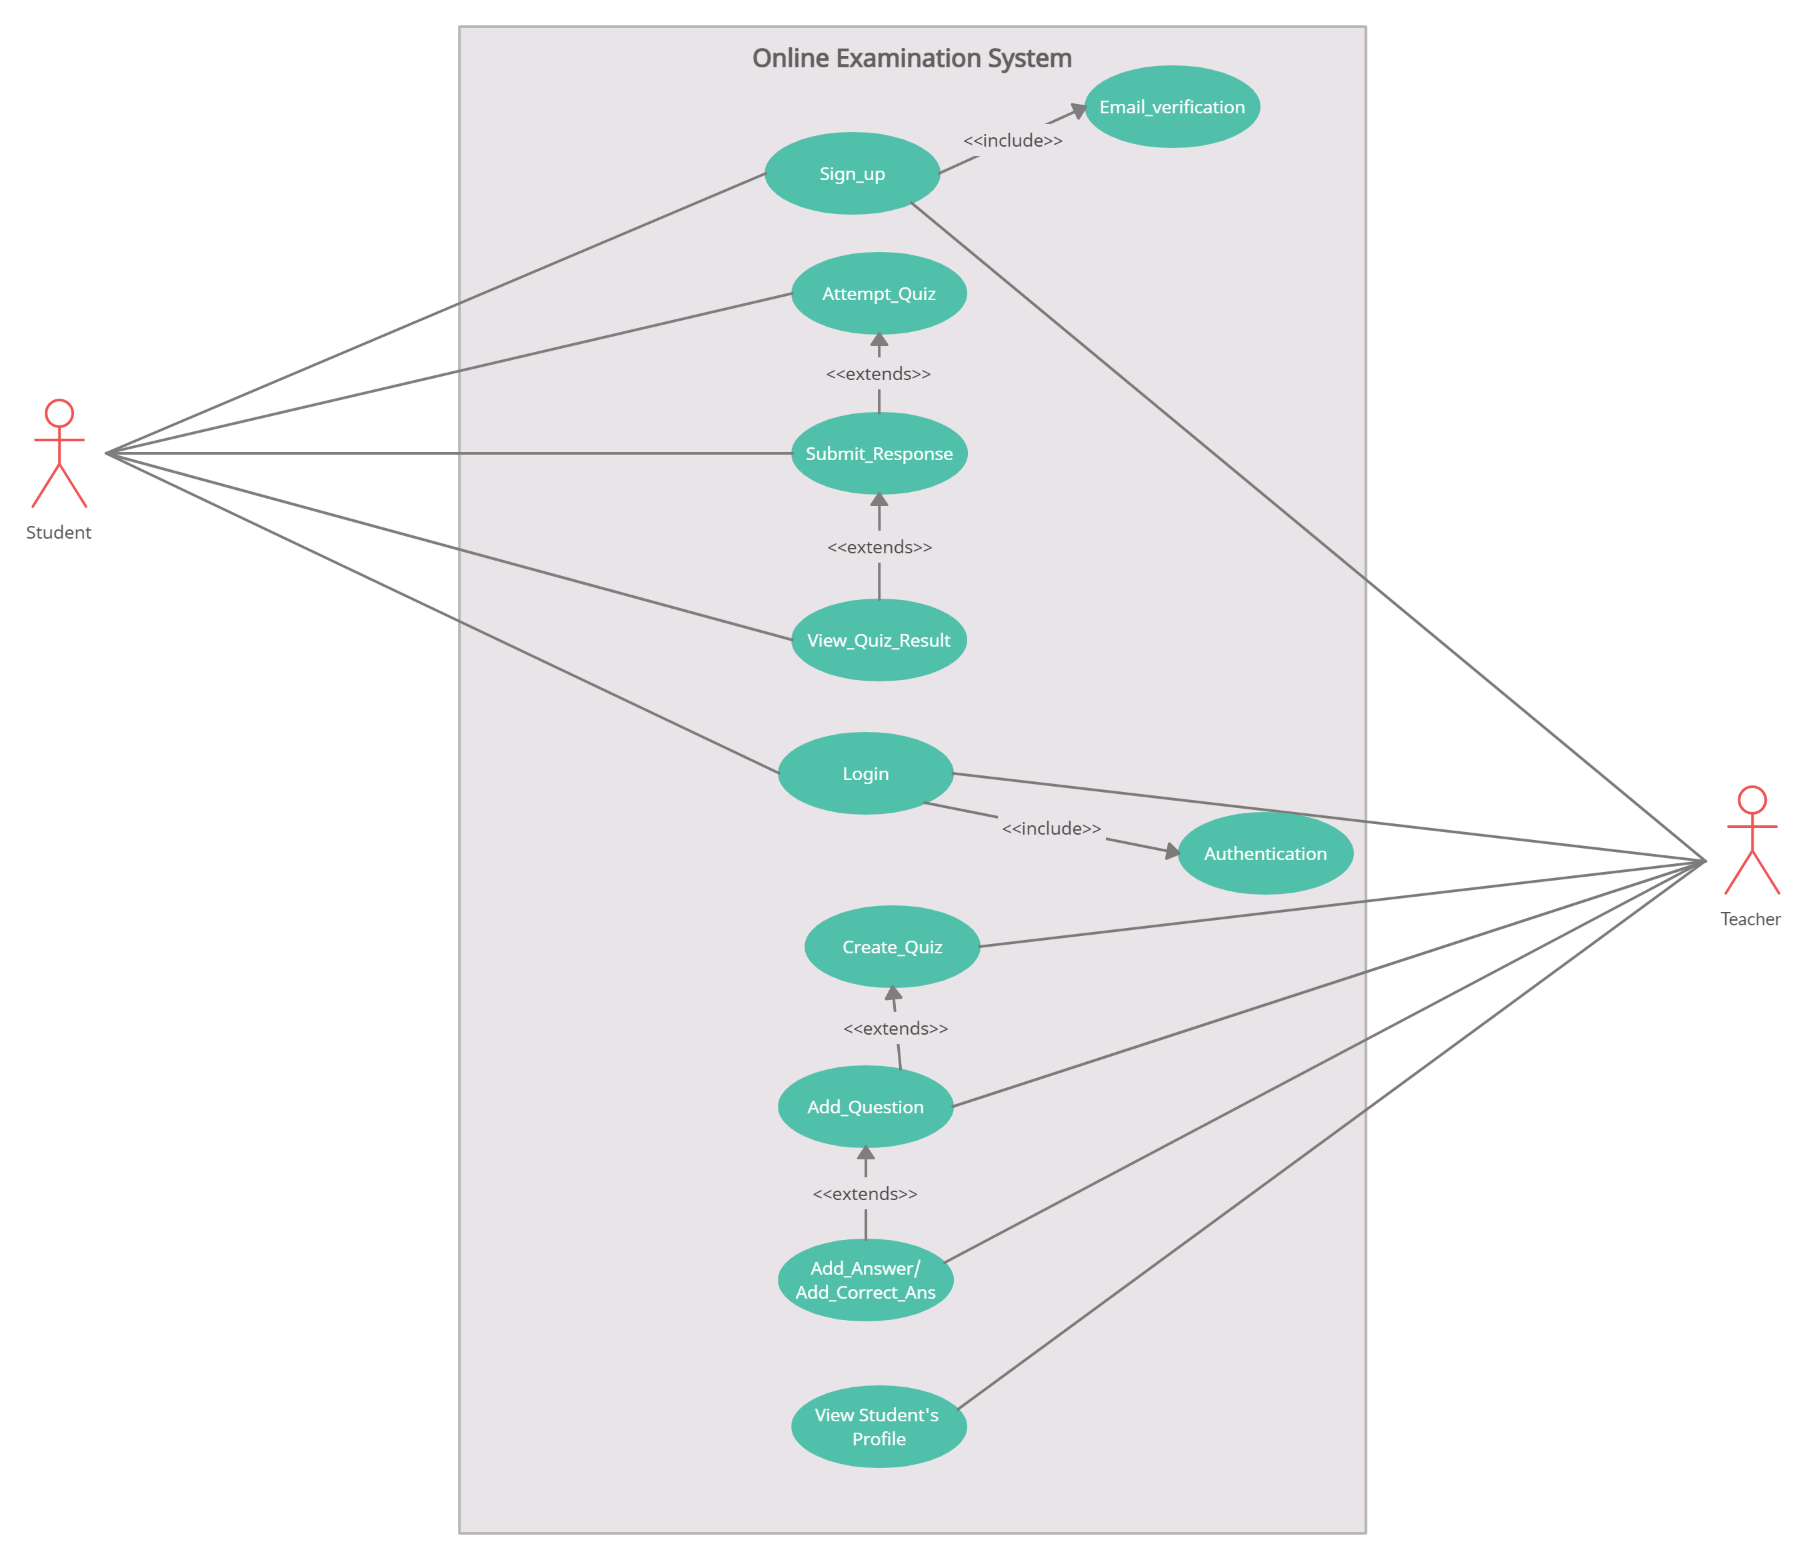 Online Examination System
Email_verification
<<include>>
Sign_up
Attempt_Quiz
<<extends>>
Submit_Response
Student
<<extends>>
View_Quiz_Result
Login
<<include>>
Authentication
Teacher
Create_Quiz
<<extends>>
Add_Question
<<extends>>
Add_Answer/
Add_Correct_Ans
View Student's
Profile